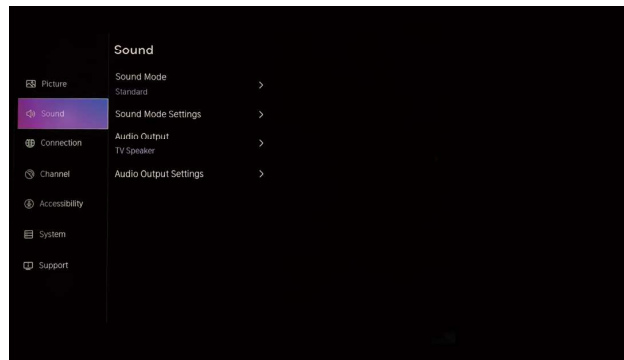 Sound
Picture
Sound
Connection
Channel
Accessibility
System
Support
Sound Mode
Standard
Sound Mode Settings
Audio Output
TV Speaker
Audio Output Settings